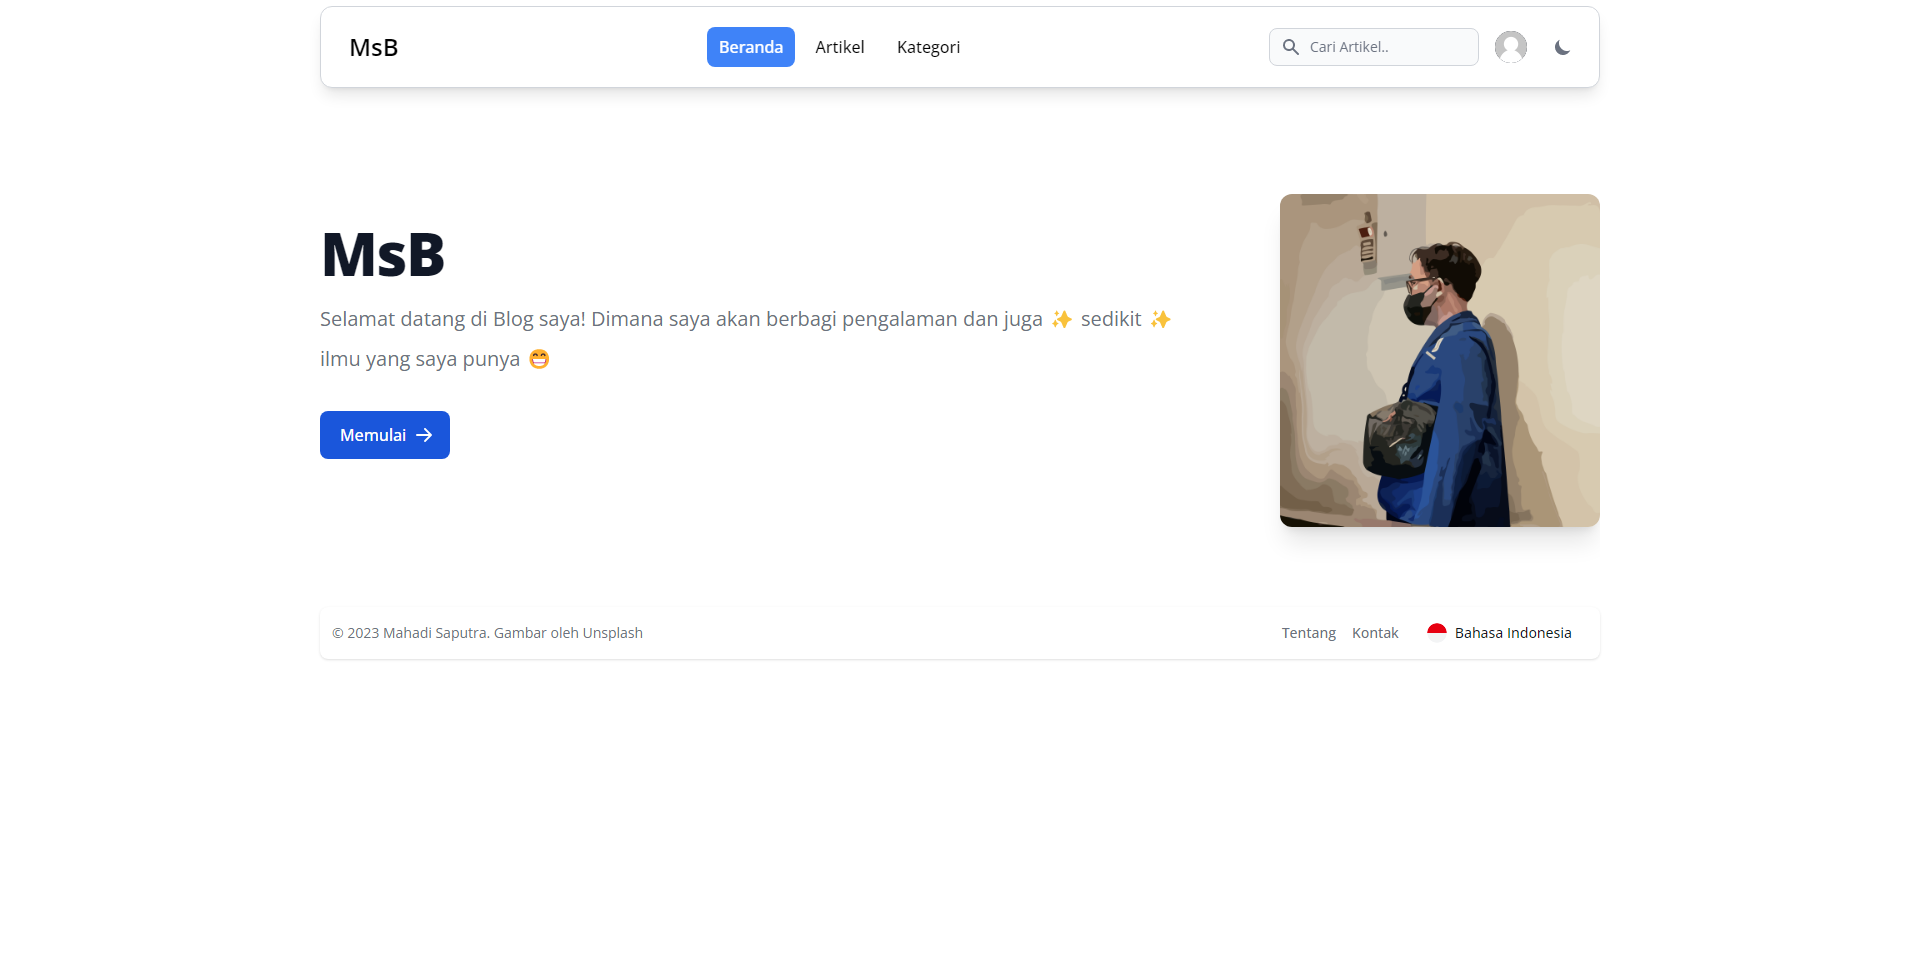 MsB
Beranda Artikel Kategori
Cari Artikel..
MsB
Selamat datang di Blog saya! Dimana saya akan berbagi pengalaman dan juga ✨ sedikit ✨
ilmu yang saya punya 😁
Memulai →
© 2023 Mahadi Saputra. Gambar oleh Unsplash
Tentang Kontak Bahasa Indonesia